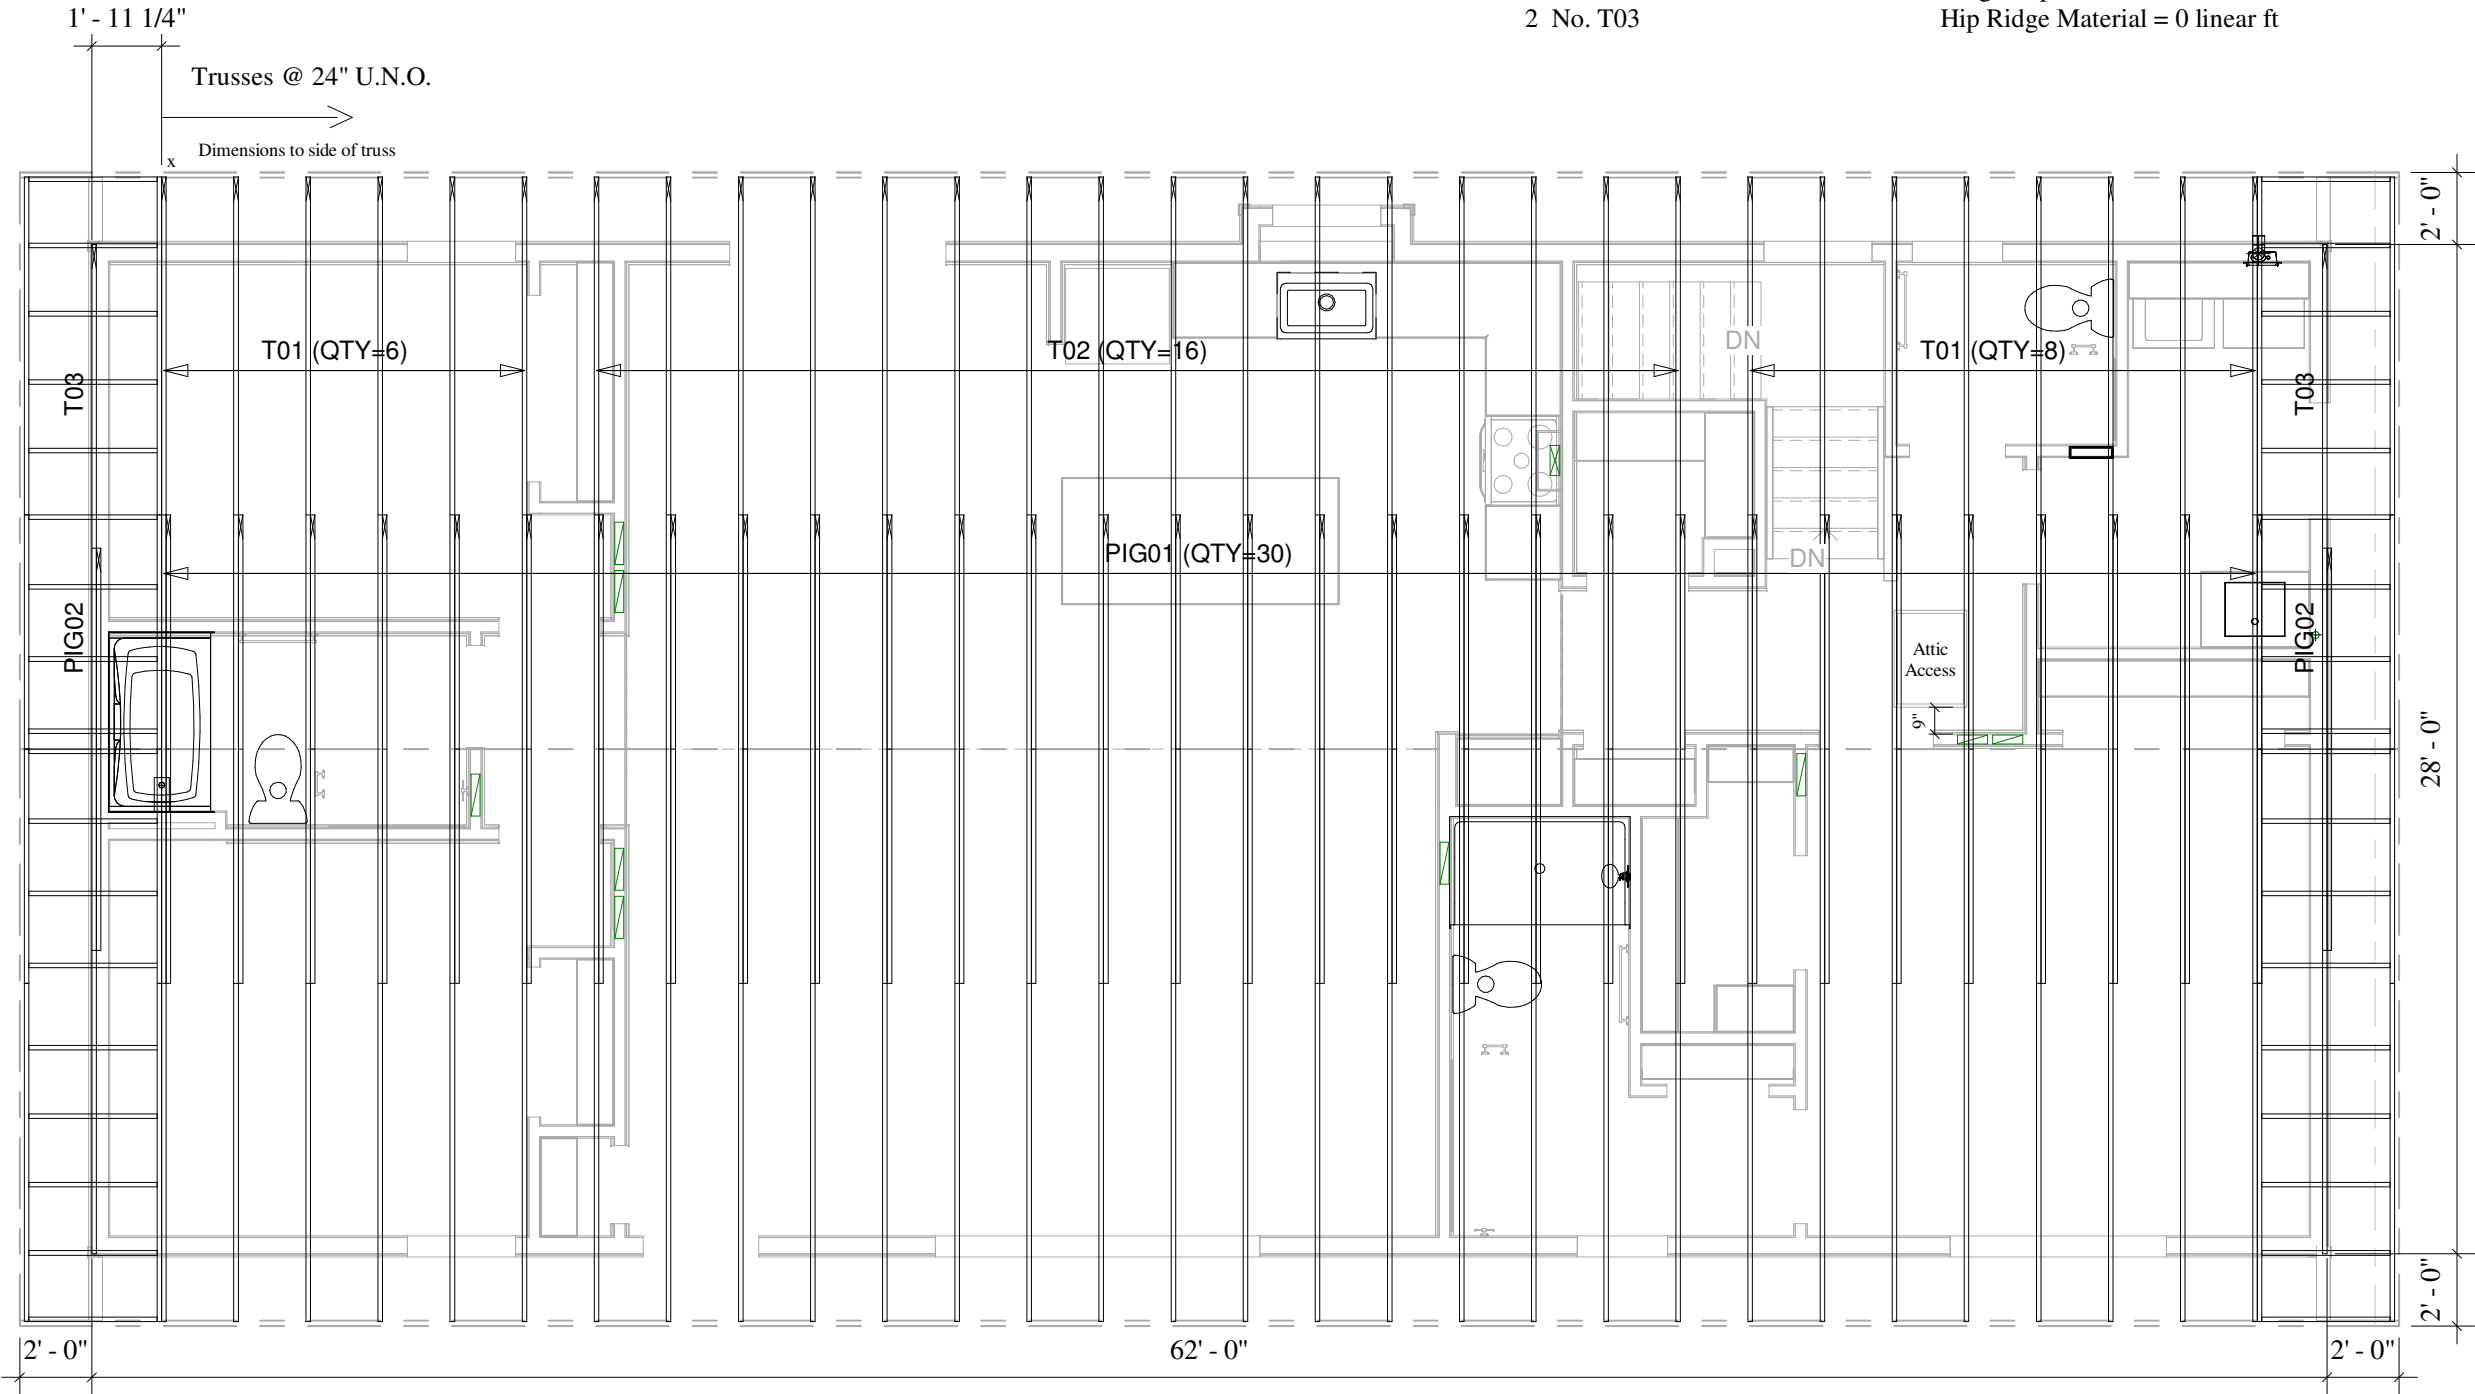 1' - 11 1/4"
2 No. T03
Hip Ridge Material = 0 linear ft
Trusses @ 24" U.N.O.
Dimensions to side of truss
x
2' - 0"
T01 (QTY=6)
T02 (QTY=16)
DN
T01 (QTY=8)
T03
T03
PIG01 (QTY=30)
DN
PIG02
PIG02
Attic
Access
9"
28' - 0"
2' - 0"
2' - 0"
62' - 0"
2' - 0"